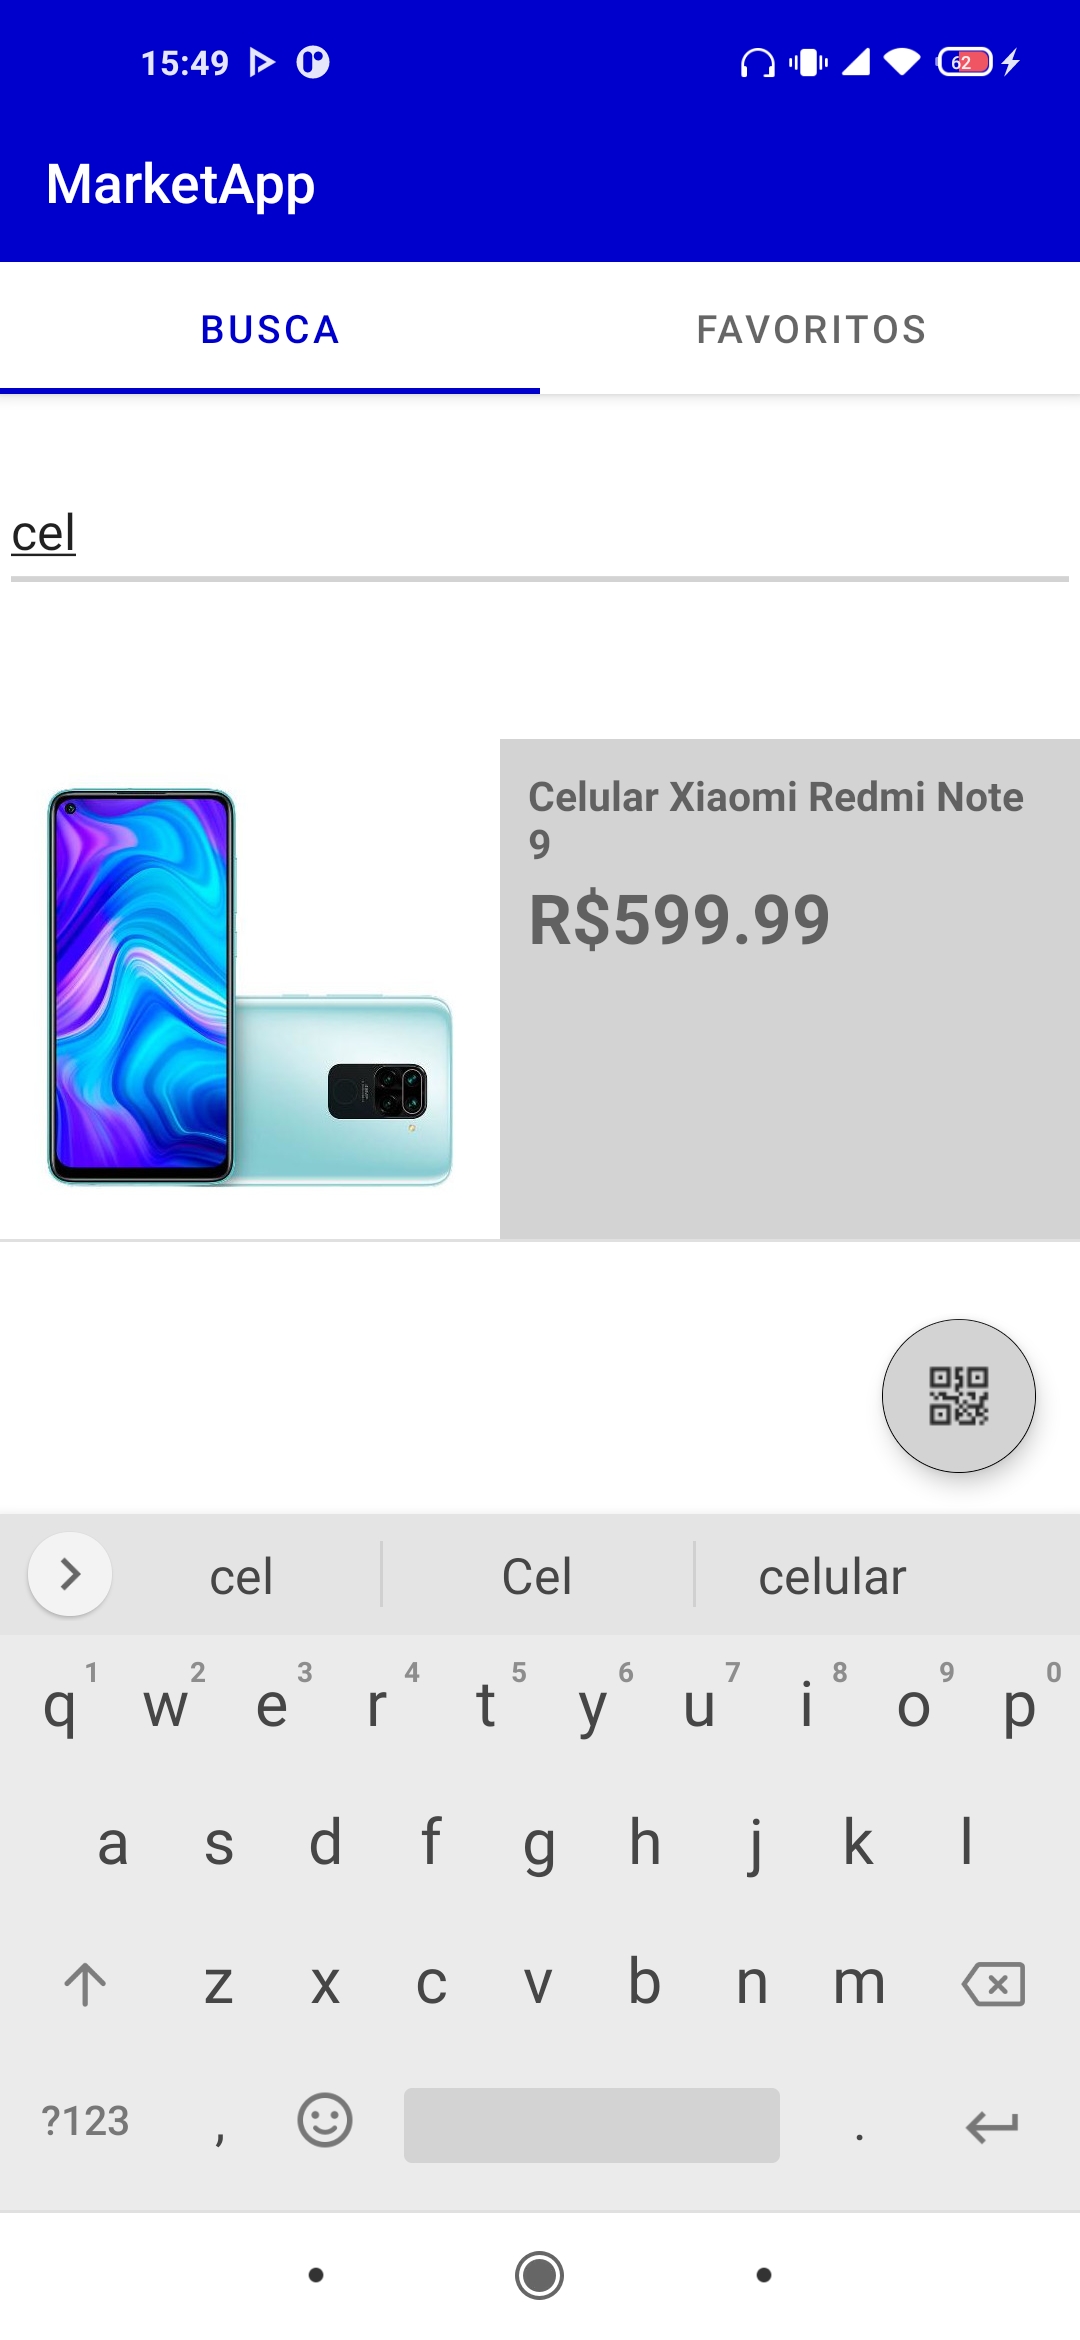 15:49
62
MarketApp
BUSCA FAVORITOS
cel
Celular Xiaomi Redmi Note
9
R$599.99
cel Cel celular
1 2 3 4 5 6 7 8 9 0
q w e r t y u i o p
a s d f g h j k l
z x c v b n m
?123 , .